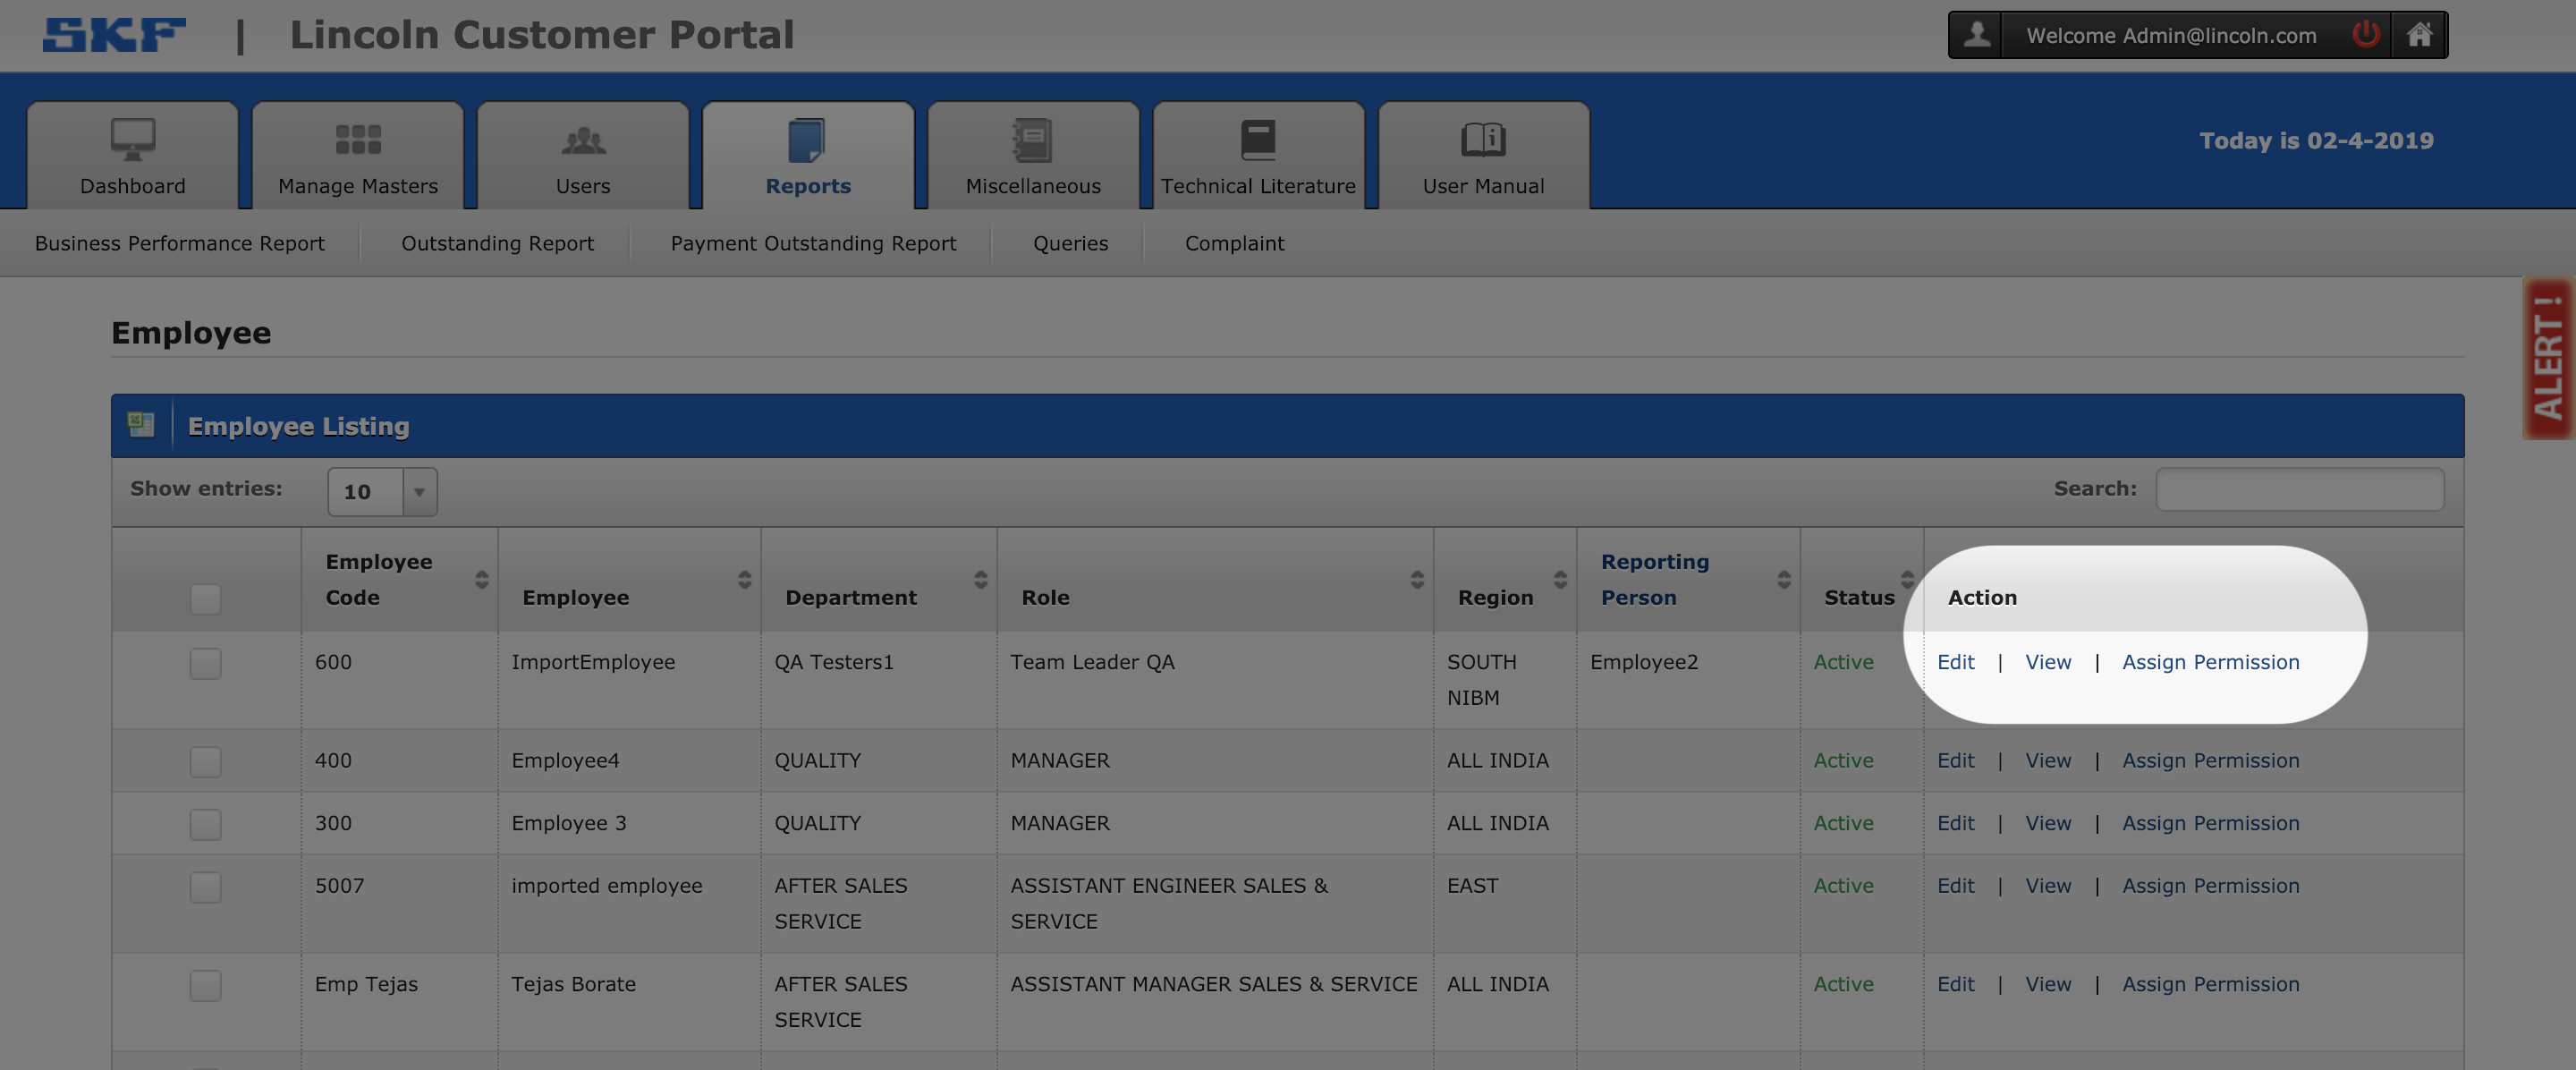 SKF | Lincoln Customer Portal
Welcome Admin@lincoln.com
Dashboard
Manage Masters
Users
Reports
Miscellaneous
Technical Literature
User Manual
Today is 02-4-2019
Business Performance Report
Outstanding Report
Payment Outstanding Report
Queries
Complaint
ALERT !
Employee
Employee Listing
Show entries: 10
Search:
Employee Code
Employee
Department
Role
Region
Reporting Person
Status
Action
600 ImportEmployee QA Testers1 Team Leader QA SOUTH NIBM Employee2 Active Edit | View | Assign Permission
400 Employee4 QUALITY MANAGER ALL INDIA Active Edit | View | Assign Permission
300 Employee 3 QUALITY MANAGER ALL INDIA Active Edit | View | Assign Permission
5007 imported employee AFTER SALES SERVICE ASSISTANT ENGINEER SALES & SERVICE EAST Active Edit | View | Assign Permission
Emp Tejas Tejas Borate AFTER SALES SERVICE ASSISTANT MANAGER SALES & SERVICE ALL INDIA Active Edit | View | Assign Permission